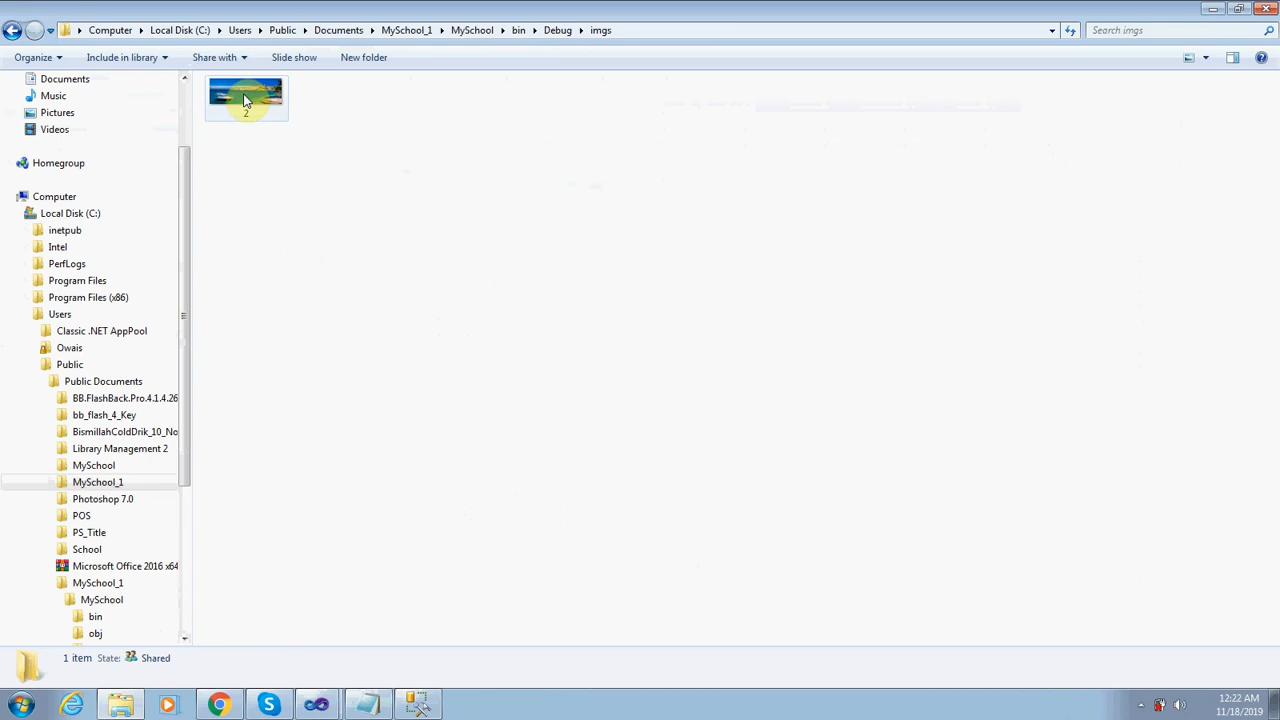 Computer Local Disk (C:) Users Public Documents MySchool_1 MySchool bin Debug imgs Search imgs
Organize Include in library Share with Slide show New folder
Documents
Music
Pictures
Videos
Homegroup
Computer
Local Disk (C:)
inetpub
Intel
PerfLogs
Program Files
Program Files (x86)
Users
Classic .NET AppPool
Owais
Public
Public Documents
BB.FlashBack.Pro.4.1.4.26
bb_flash_4_Key
BismillahColdDrik_10_No
Library Management 2
MySchool
MySchool_1
Photoshop 7.0
POS
PS_Title
School
Microsoft Office 2016 x64
MySchool_1
MySchool
bin
obj
2
1 item State: Shared
12:22 AM
11/18/2019